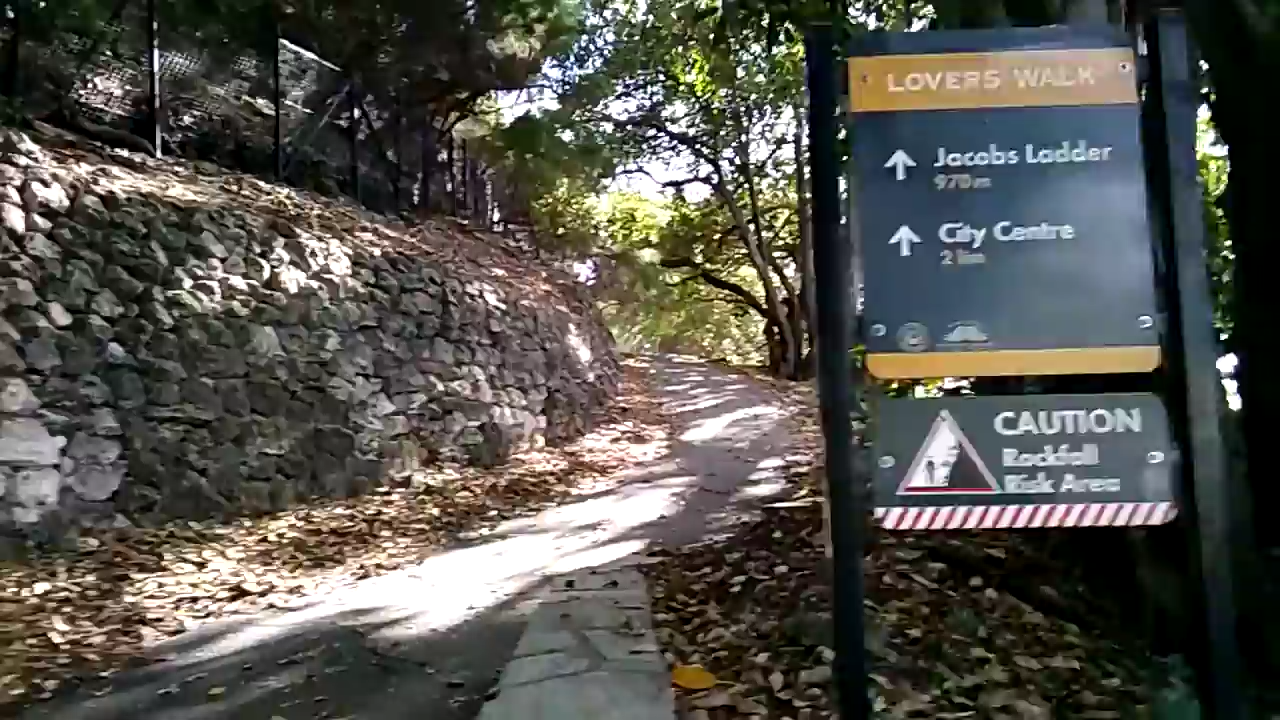 LOVERS WALK
Jacobs Ladder
970m
City Centre
2 km
CAUTION
Rockfall
Risk Area